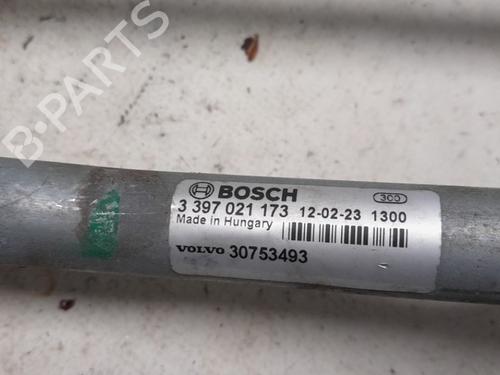 B-PARTS
BOSCH
3 397 021 173 12-02-23 1300
Made in Hungary
VOLVO 30753493